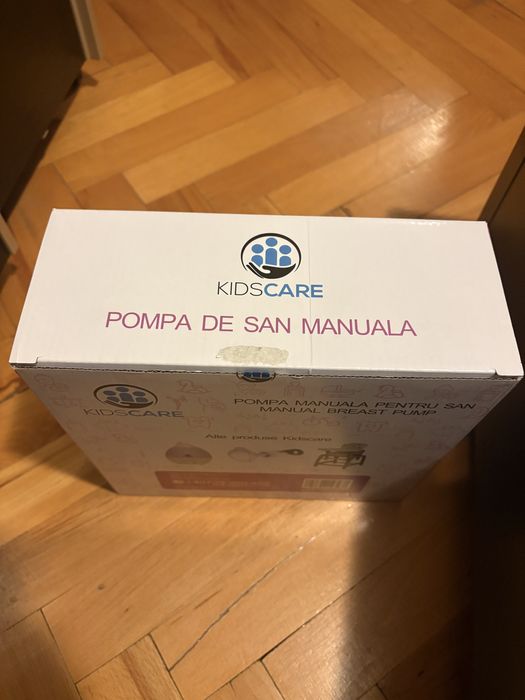 KIDSCARE
POMPA DE SAN MANUALA
KIDSCARE
POMPA MANUALA PENTRU SAN
MANUAL BREAST PUMP
Alte produse Kidscare